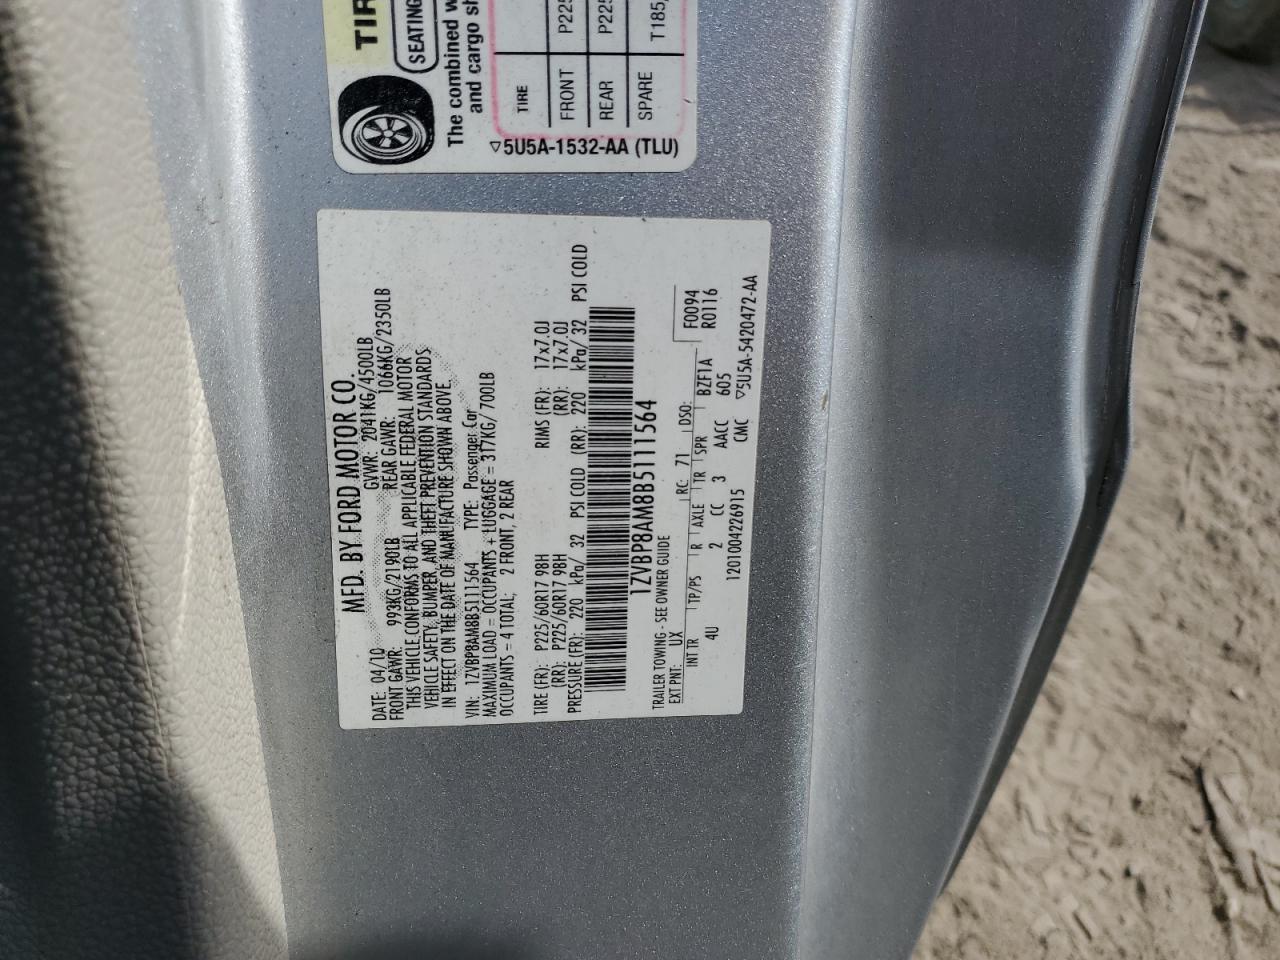 TIR
SEATING
The combined w
and cargo sh
TIRE
FRONT P225
REAR P225
SPARE T185
5U5A-1532-AA (TLU)
MFD. BY FORD MOTOR CO.
DATE: 04/10 GVWR: 2041KG/4500LB
FRONT GAWR: 993KG/2190LB REAR GAWR: 1066KG/2350LB
THIS VEHICLE CONFORMS TO ALL APPLICABLE FEDERAL MOTOR
VEHICLE SAFETY, BUMPER, AND THEFT PREVENTION STANDARDS
IN EFFECT ON THE DATE OF MANUFACTURE SHOWN ABOVE.
VIN: 1ZVBP8AM8B5111564 TYPE: Passenger Car
MAXIMUM LOAD = OCCUPANTS + LUGGAGE = 317KG/700LB
OCCUPANTS = 4 TOTAL; 2 FRONT, 2 REAR
TIRE (FR): P225/60R17 98H RIMS (FR): 17x7.0J
(RR): P225/60R17 98H (RR): 17x7.0J
PRESSURE (FR): 220 kPa/ 32 PSI COLD (RR): 220 kPa/ 32 PSI COLD
1ZVBP8AM8B5111564
TRAILER TOWING - SEE OWNER GUIDE F0094
EXT PNT: UX RC: 71 DSO: R0116
INT TR TP/PS R AXLE TR SPR BZF1A
4U 2 CC 3 AACC 605
1201004226915 CMC
5U5A-5420472-AA